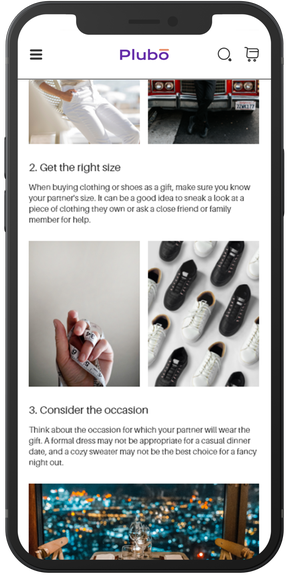 Plubo
2. Get the right size
When buying clothing or shoes as a gift, make sure you know
your partner's size. It can be a good idea to sneak a look at a
piece of clothing they own or ask a close friend or family
member for help.
3. Consider the occasion
Think about the occasion for which your partner will wear the
gift. A formal dress may not be appropriate for a casual dinner
date, and a cozy sweater may not be the best choice for a fancy
night out.